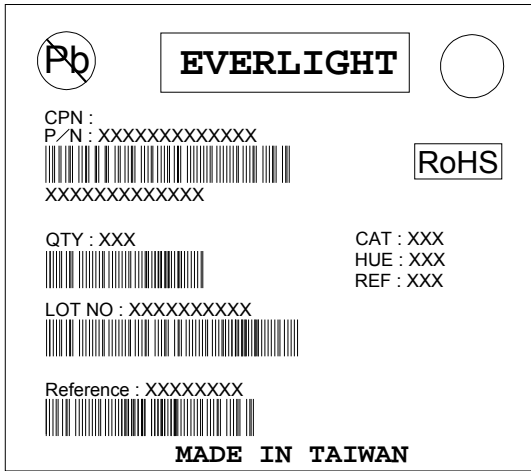 Pb
EVERLIGHT
CPN :
P/N : XXXXXXXXXXXXX
RoHS
XXXXXXXXXXXXX
QTY : XXX
CAT : XXX
HUE : XXX
REF : XXX
LOT NO : XXXXXXXXXX
Reference : XXXXXXXX
MADE IN TAIWAN